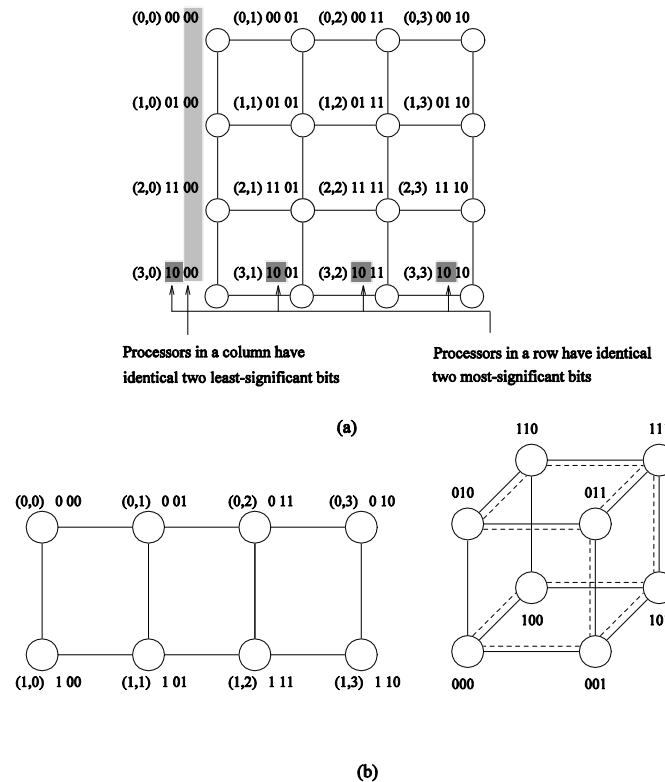 (0,0) 00 00 (0,1) 00 01 (0,2) 00 11 (0,3) 00 10
(1,0) 01 00 (1,1) 01 01 (1,2) 01 11 (1,3) 01 10
(2,0) 11 00 (2,1) 11 01 (2,2) 11 11 (2,3) 11 10
(3,0) 10 00 (3,1) 10 01 (3,2) 10 11 (3,3) 10 10
Processors in a column have
identical two least-significant bits
Processors in a row have identical
two most-significant bits
(a)
(0,0) 0 00 (0,1) 0 01 (0,2) 0 11 (0,3) 0 10
(1,0) 1 00 (1,1) 1 01 (1,2) 1 11 (1,3) 1 10
110
010 011
100
000 001
(b)